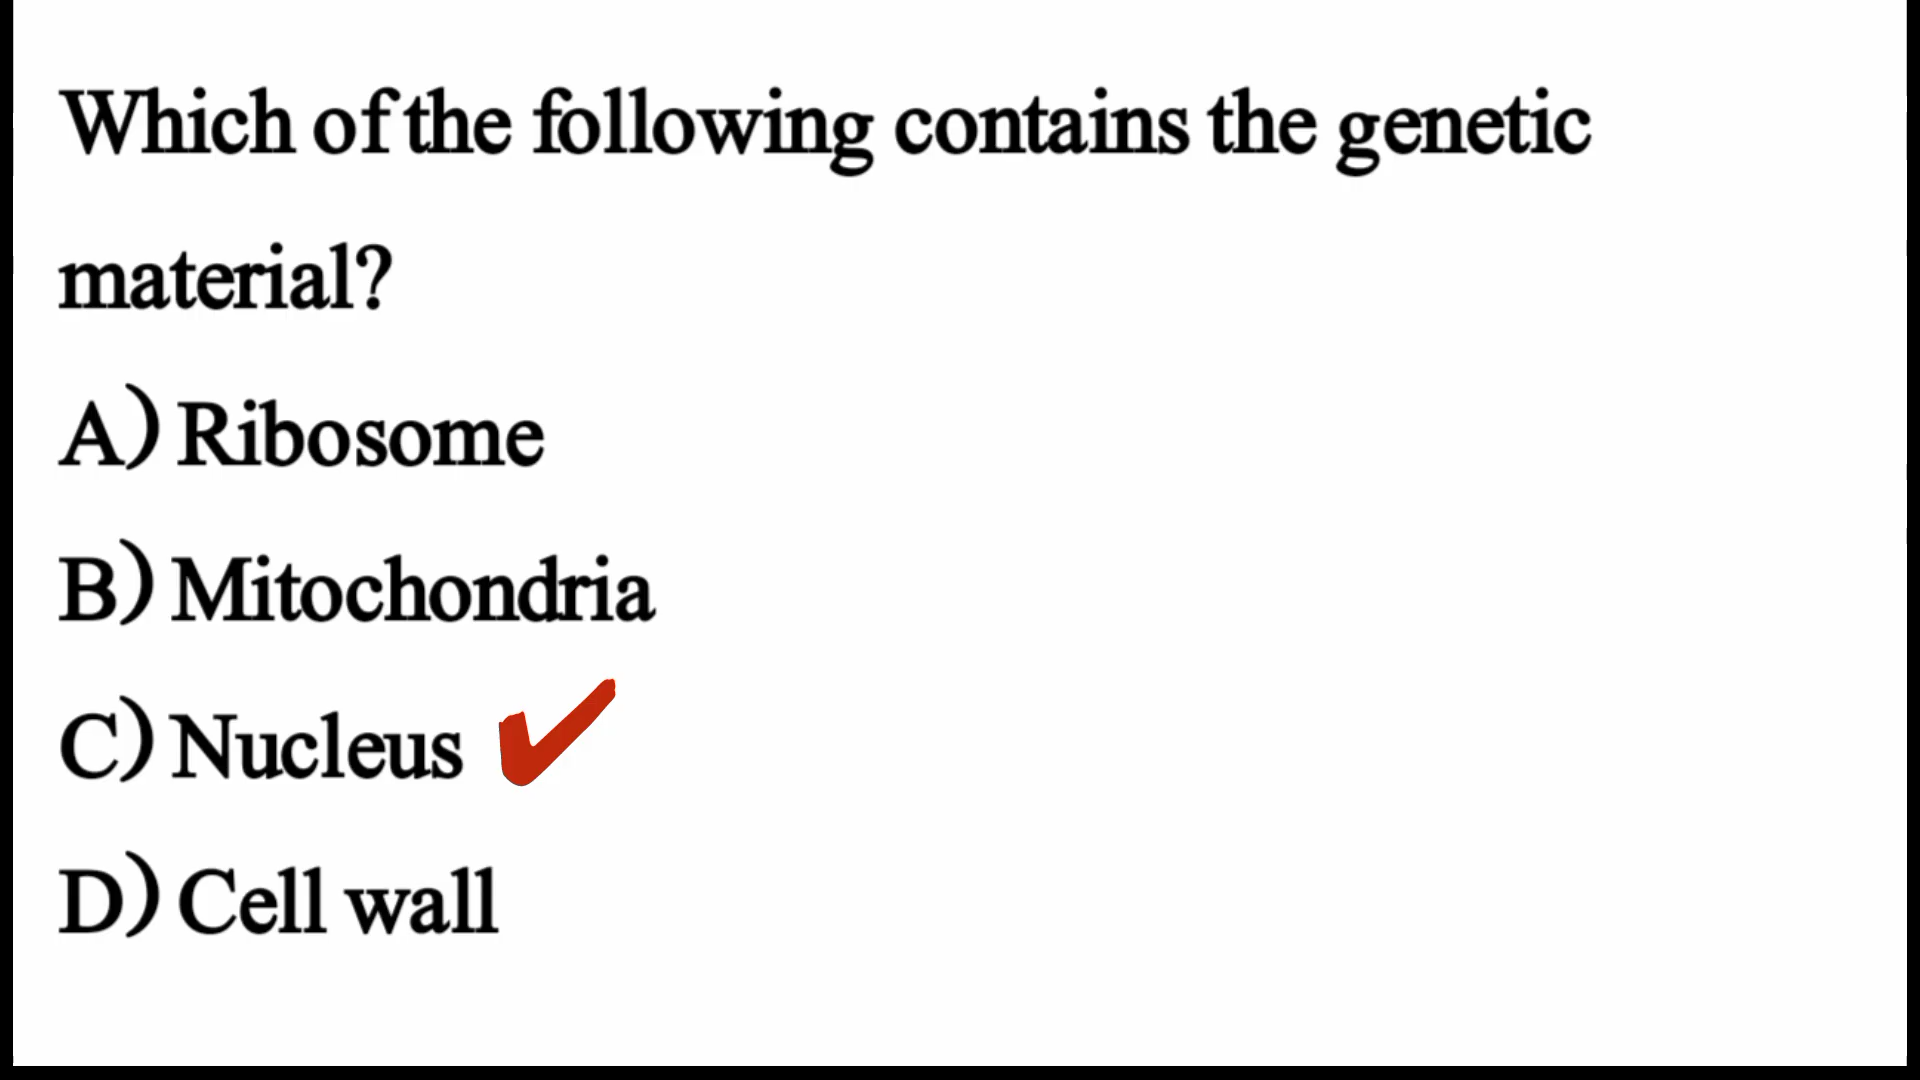 Which of the following contains the genetic
material?
A) Ribosome
B) Mitochondria
C) Nucleus
D) Cell wall